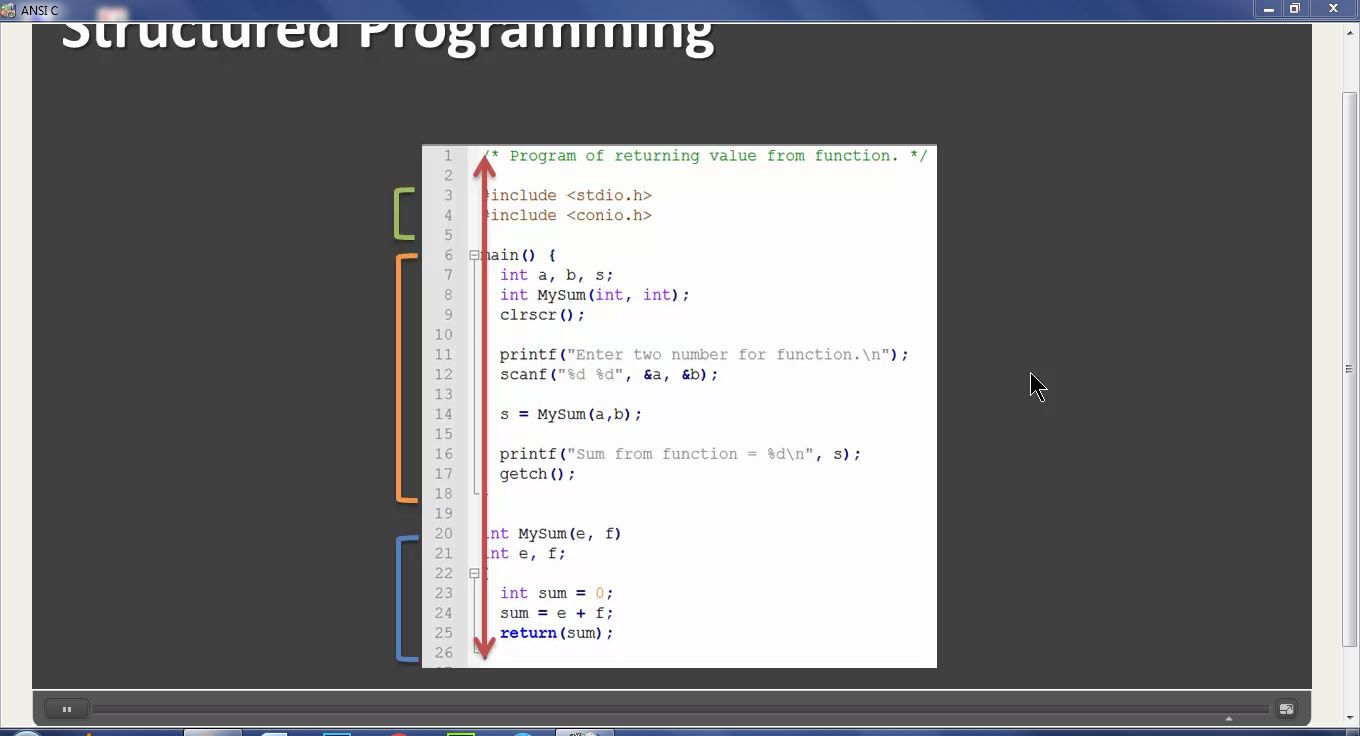 ANSI C
Structured Programming
1 /* Program of returning value from function. */
2
3 #include <stdio.h>
4 #include <conio.h>
5
6 main() {
7 int a, b, s;
8 int MySum(int, int);
9 clrscr();
10
11 printf("Enter two number for function.\n");
12 scanf("%d %d", &a, &b);
13
14 s = MySum(a,b);
15
16 printf("Sum from function = %d\n", s);
17 getch();
18
19
20 int MySum(e, f)
21 int e, f;
22
23 int sum = 0;
24 sum = e + f;
25 return(sum);
26